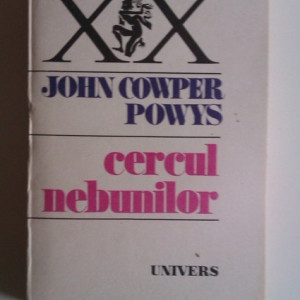 XX
JOHN COWPER
POWYS
cercul
nebunilor
UNIVERS